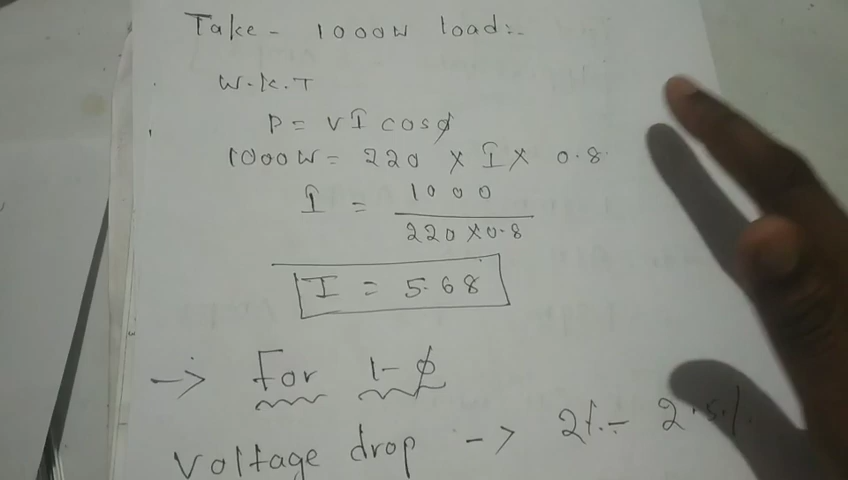 Take - 1000W load:-
W.K.T
P = VI cosϕ
1000W = 220 X I X 0.8
I = 1000
220 X 0.8
I = 5.68
-> For 1-ϕ
Voltage drop -> 2%- 2.5%